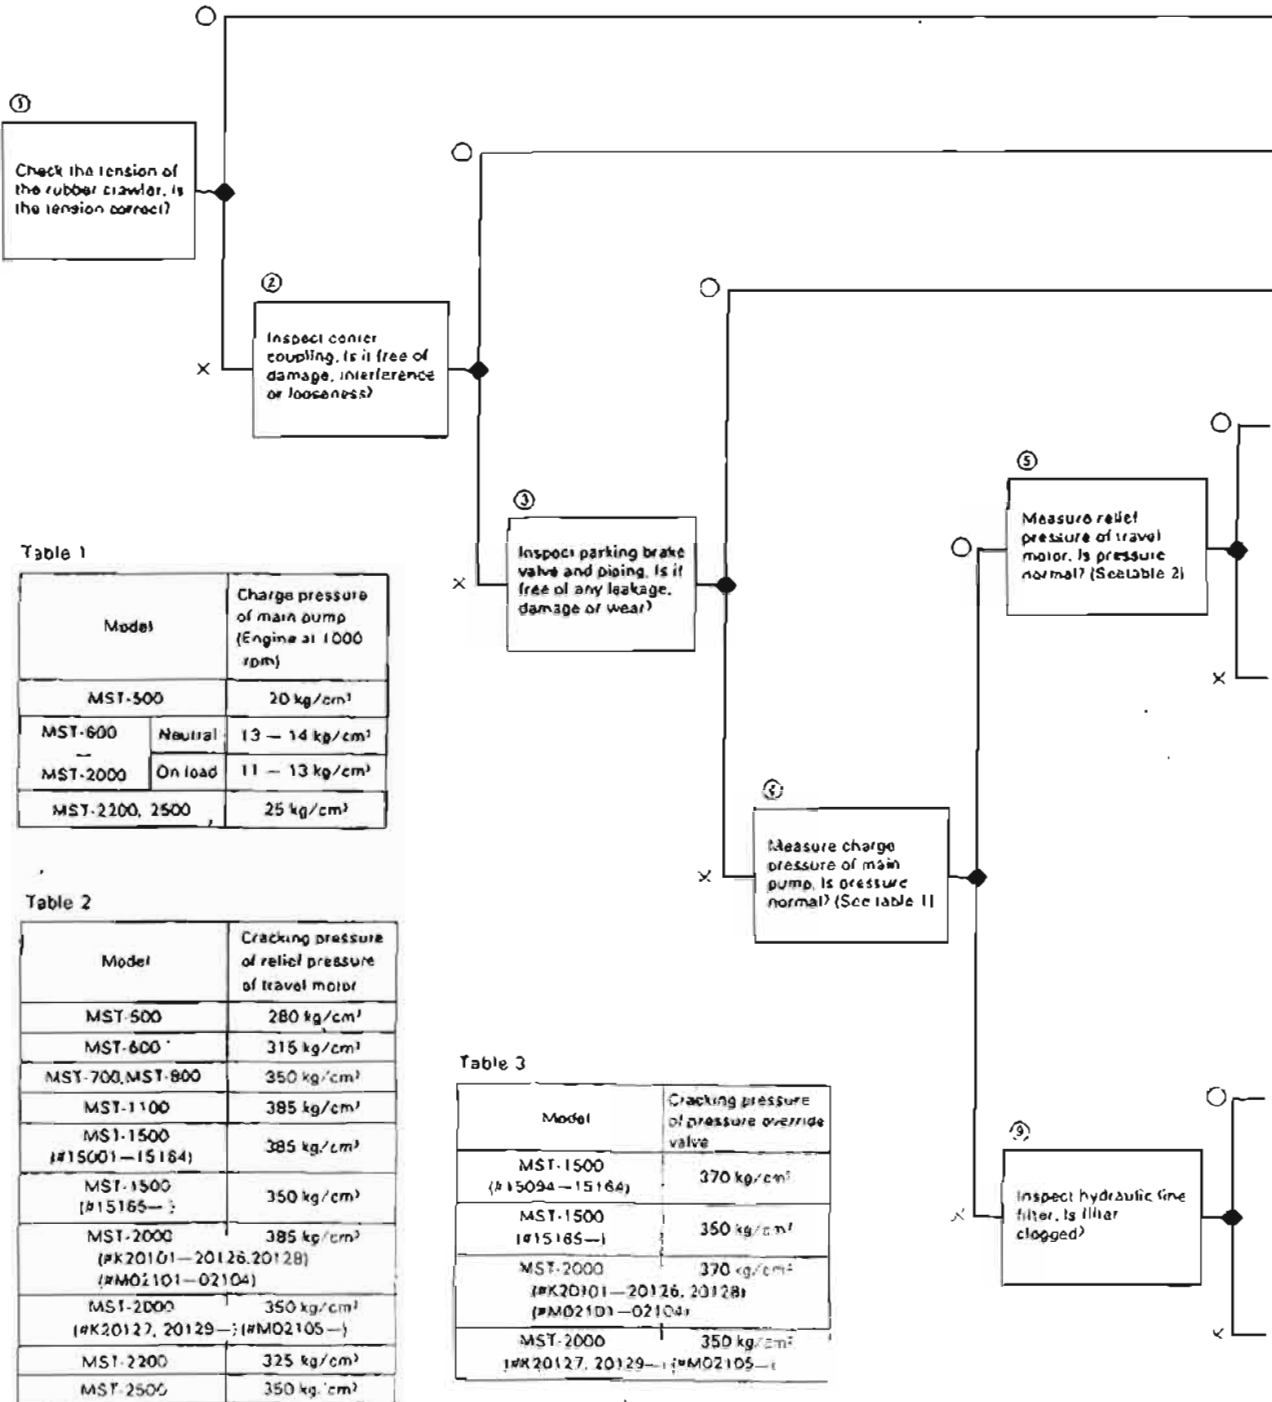 ○
①
Check the tension of
the rubber crawler, is
the tension correct?
×
○
②
Inspect center
coupling, Is it free of
damage, interference
or looseness?
×
○
③
Inspect parking brake
valve and piping, Is it
free of any leakage,
damage or wear?
×
④
Measure charge
pressure of main
pump, Is pressure
normal? (See table 1)
○
⑤
Measure relief
pressure of travel
motor, Is pressure
normal? (See table 2)
○
×
×
⑨
Inspect hydraulic line
filter, Is filter
clogged?
○
×
Table 1
Model
Charge pressure
of main pump
(Engine at 1000
rpm)
MST-500 20 kg/cm²
MST-600 — MST-2000
Neutral 13 — 14 kg/cm²
On load 11 — 13 kg/cm²
MST-2200, 2500 25 kg/cm²
Table 2
Model
Cracking pressure
of relief pressure
of travel motor
MST-500 280 kg/cm²
MST-600 315 kg/cm²
MST-700, MST-800 350 kg/cm²
MST-1100 385 kg/cm²
MST-1500
(#15001—15164)
385 kg/cm²
MST-1500
(#15165— )
350 kg/cm²
MST-2000 385 kg/cm²
(#K20101—20126, 20128)
(#M02101—02104)
MST-2000 350 kg/cm²
(#K20127, 20129—) (#M02105—)
MST-2200 325 kg/cm²
MST-2500 350 kg/cm²
Table 3
Model
Cracking pressure
of pressure override
valve
MST-1500
(#15094—15164)
370 kg/cm²
MST-1500
(#15165—)
350 kg/cm²
MST-2000 370 kg/cm²
(#K20101—20126, 20128)
(#M02101—02104)
MST-2000 350 kg/cm²
(#K20127, 20129—) (#M02105—)